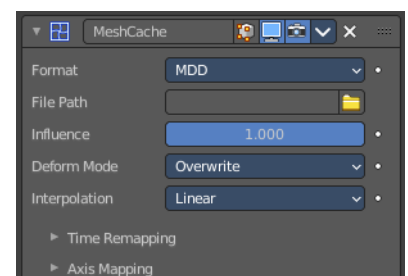 MeshCache
Format MDD
File Path
Influence 1.000
Deform Mode Overwrite
Interpolation Linear
Time Remapping
Axis Mapping